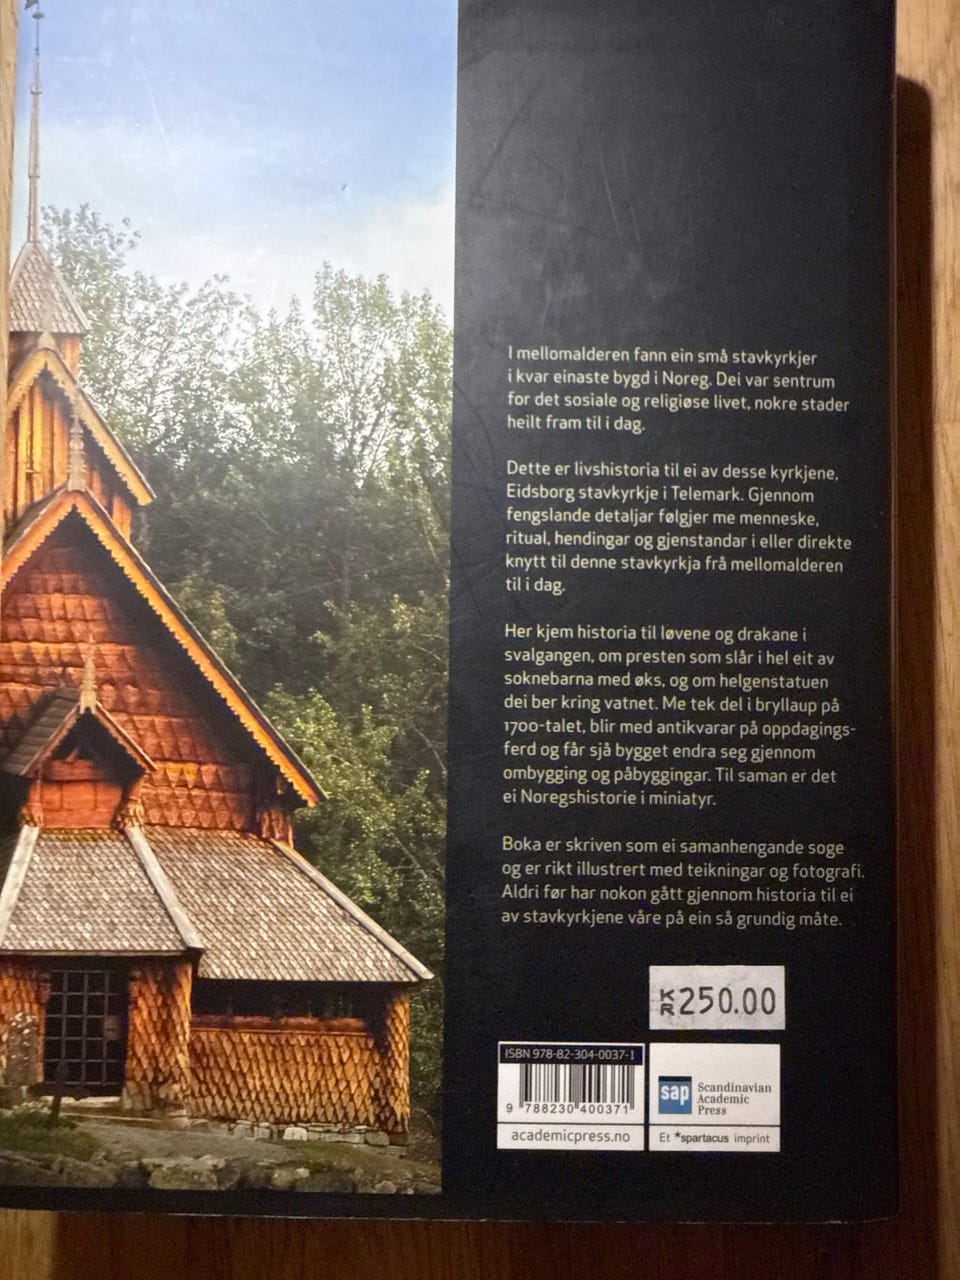 I mellomalderen fann ein små stavkyrkjer
i kvar einaste bygd i Noreg. Dei var sentrum
for det sosiale og religiøse livet, nokre stader
heilt fram til i dag.
Dette er livshistoria til ei av desse kyrkjene,
Eidsborg stavkyrkje i Telemark. Gjennom
fengslande detaljar følgjer me menneske,
ritual, hendingar og gjenstandar i eller direkte
knytt til denne stavkyrkja frå mellomalderen
til i dag.
Her kjem historia til løvene og drakane i
svalgangen, om presten som slår i hel eit av
soknebarna med øks, og om helgenstatuen
dei ber kring vatnet. Me tek del i bryllaup på
1700-talet, blir med antikvarar på oppdagings-
ferd og får sjå bygget endra seg gjennom
ombygging og påbyggingar. Til saman er det
ei Noregshistorie i miniatyr.
Boka er skriven som ei samanhengande soge
og er rikt illustrert med teikningar og fotografi.
Aldri før har nokon gått gjennom historia til ei
av stavkyrkjene våre på ein så grundig måte.
KR 250.00
ISBN 978-82-304-0037-1
9 788230 400371
academicpress.no
sap
Scandinavian
Academic
Press
Et *spartacus imprint